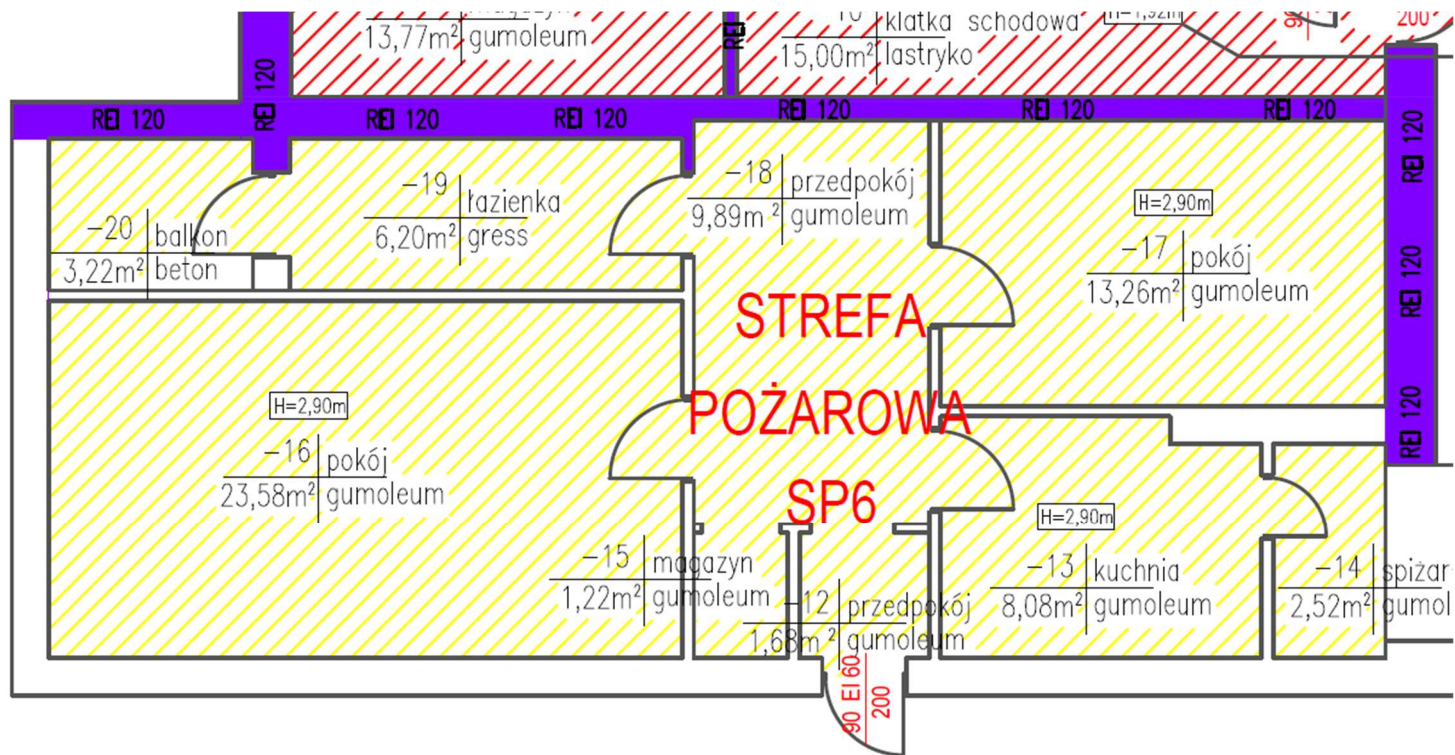 13,77m² gumoleum
klatka schodowa
15,00m² lastryko
H=1,92m
90
200
REI
REI 120
REI 120
REI 120
REI 120
REI 120
REI 120
REI 120
REI 120
REI 120
REI 120
-20 balkon
3,22m² beton
-19 łazienka
6,20m² gress
-18 przedpokój
9,89m² gumoleum
H=2,90m
-17 pokój
13,26m² gumoleum
STREFA
POŻAROWA
SP6
H=2,90m
-16 pokój
23,58m² gumoleum
-15 magazyn
1,22m² gumoleum
-12 przedpokój
1,68m² gumoleum
H=2,90m
-13 kuchnia
8,08m² gumoleum
-14 spiżar
2,52m² gumol
90 EI 60
200